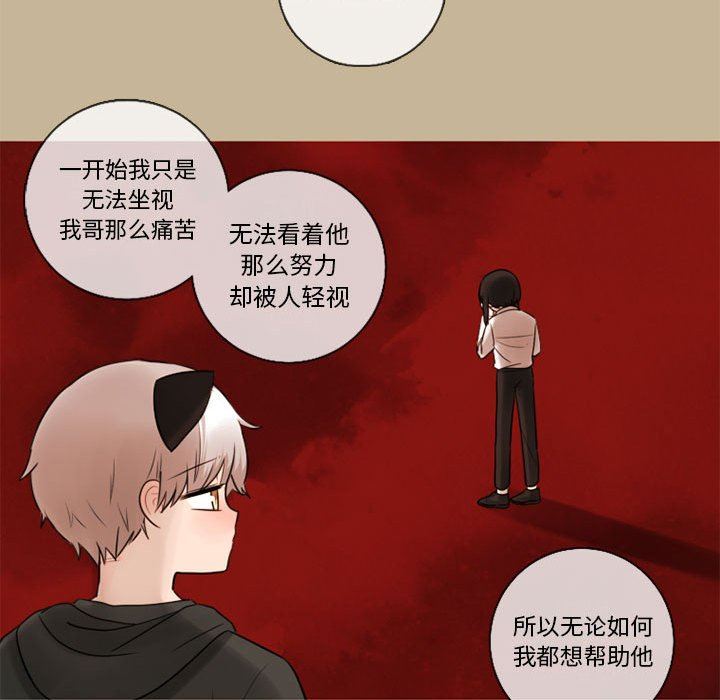 一开始我只是
无法坐视
我哥那么痛苦
无法看着他
那么努力
却被人轻视
所以无论如何
我都想帮助他